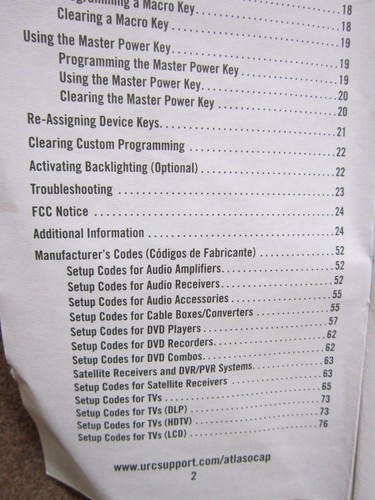 18
Programming a Macro Key 18
Clearing a Macro Key 19
Using the Master Power Key 19
Programming the Master Power Key 19
Using the Master Power Key 20
Clearing the Master Power Key 20
Re-Assigning Device Keys 21
Clearing Custom Programming 22
Activating Backlighting (Optional) 22
Troubleshooting 23
FCC Notice 24
Additional Information 24
Manufacturer's Codes (Códigos de Fabricante) 52
Setup Codes for Audio Amplifiers 52
Setup Codes for Audio Receivers 52
Setup Codes for Audio Accessories 55
Setup Codes for Cable Boxes/Converters 55
Setup Codes for DVD Players 57
Setup Codes for DVD Recorders 62
Setup Codes for DVD Combos 62
Satellite Receivers and DVR/PVR Systems 63
Setup Codes for Satellite Receivers 63
Setup Codes for TVs 65
Setup Codes for TVs (DLP) 73
Setup Codes for TVs (HDTV) 73
Setup Codes for TVs (LCD) 76
www.urcsupport.com/atlasocap
2